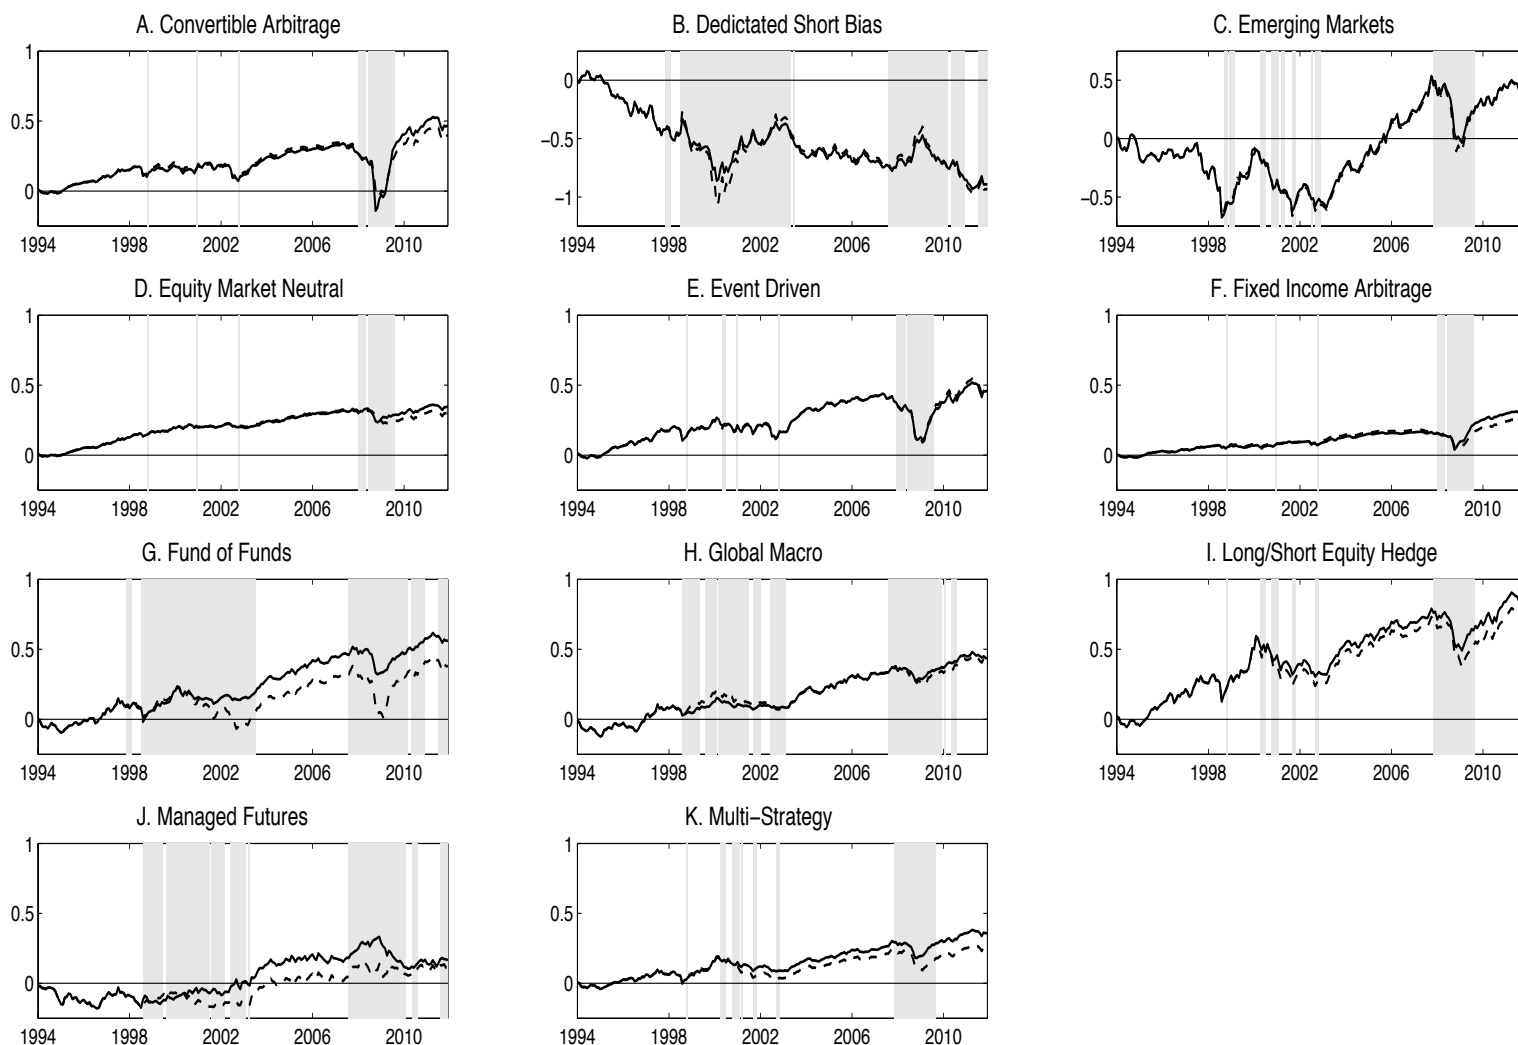 A. Convertible Arbitrage
1
0.5
0
1994 1998 2002 2006 2010
B. Dedictated Short Bias
0
−0.5
−1
1994 1998 2002 2006 2010
C. Emerging Markets
0.5
0
−0.5
1994 1998 2002 2006 2010
D. Equity Market Neutral
1
0.5
0
1994 1998 2002 2006 2010
E. Event Driven
1
0.5
0
1994 1998 2002 2006 2010
F. Fixed Income Arbitrage
1
0.5
0
1994 1998 2002 2006 2010
G. Fund of Funds
1
0.5
0
1994 1998 2002 2006 2010
H. Global Macro
1
0.5
0
1994 1998 2002 2006 2010
I. Long/Short Equity Hedge
1
0.5
0
1994 1998 2002 2006 2010
J. Managed Futures
1
0.5
0
1994 1998 2002 2006 2010
K. Multi−Strategy
1
0.5
0
1994 1998 2002 2006 2010